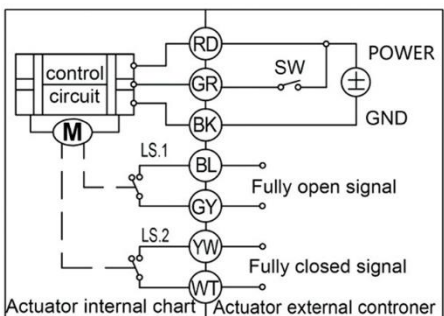 RD
POWER
control
circuit
SW
GR
GND
BK
M
LS.1
BL
Fully open signal
GY
LS.2
YW
Fully closed signal
WT
Actuator internal chart
Actuator external controner